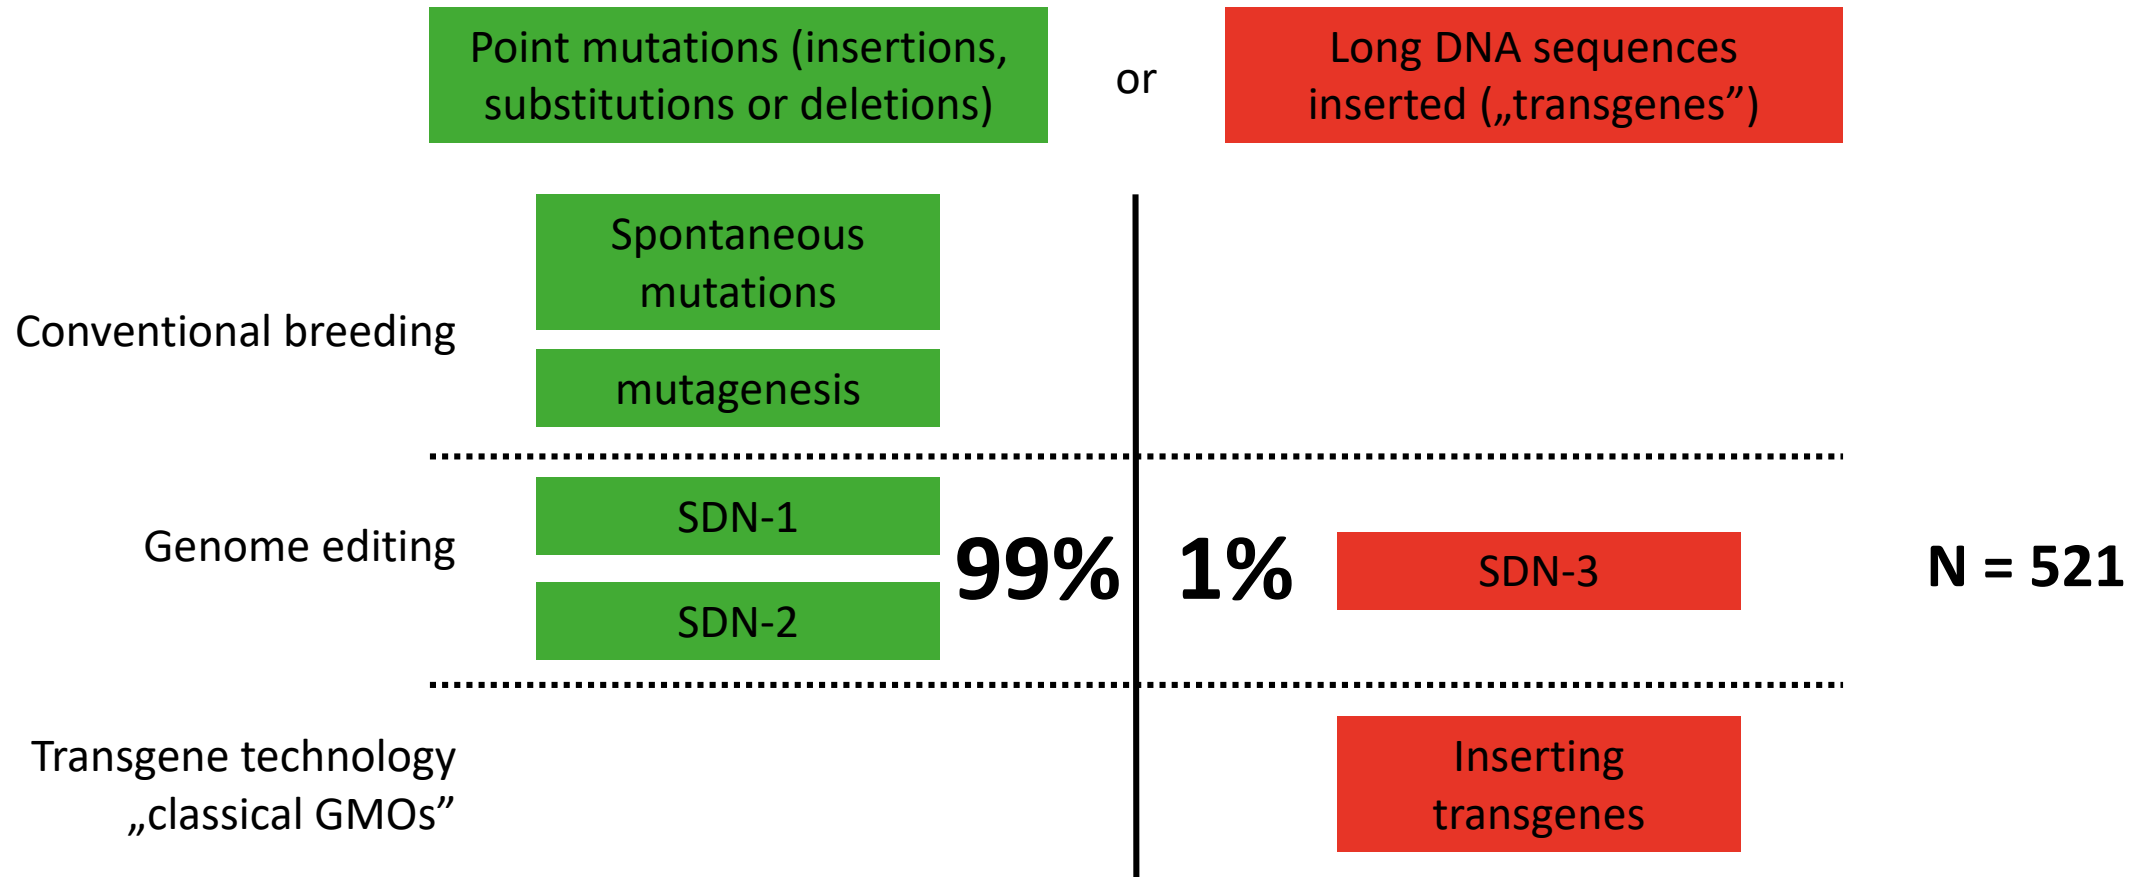 Point mutations (insertions,
substitutions or deletions)
or
Long DNA sequences
inserted („transgenes”)
Conventional breeding
Spontaneous
mutations
mutagenesis
Genome editing
SDN-1
SDN-2
99%
1%
SDN-3
N = 521
Transgene technology
„classical GMOs”
Inserting
transgenes